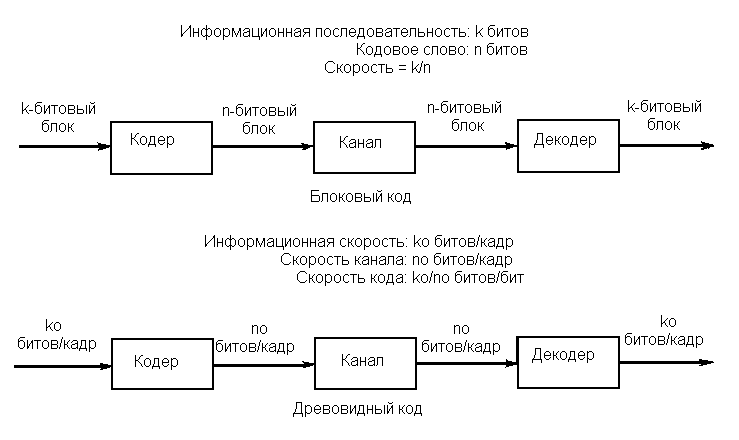 Информационная последовательность: k битов
Кодовое слово: n битов
Скорость = k/n
k-битовый
блок
Кодер
n-битовый
блок
Канал
n-битовый
блок
Декодер
k-битовый
блок
Блоковый код
Информационная скорость: ko битов/кадр
Скорость канала: no битов/кадр
Скорость кода: ko/no битов/бит
ko
битов/кадр
Кодер
no
битов/кадр
Канал
no
битов/кадр
Декодер
ko
битов/кадр
Древовидный код